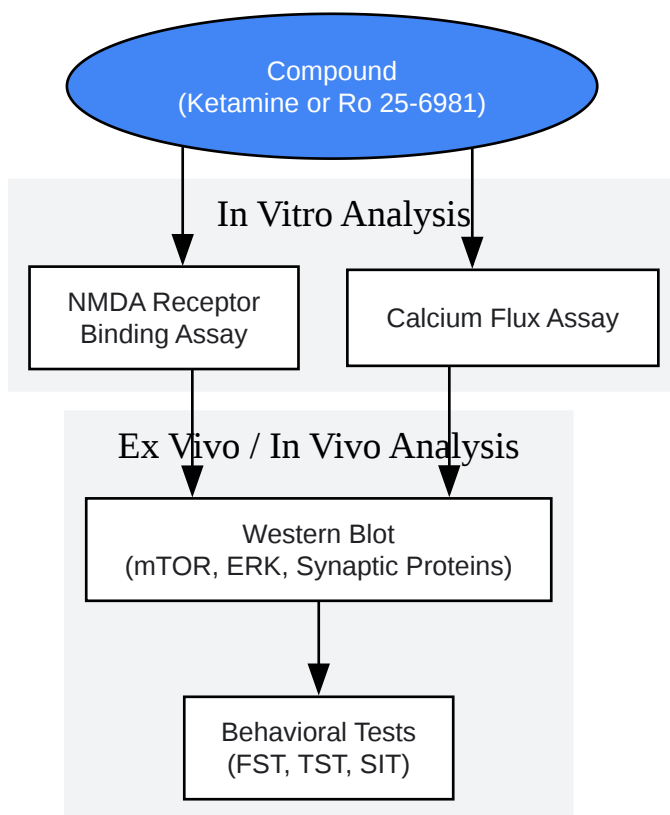 Compound
(Ketamine or Ro 25-6981)
In Vitro Analysis
NMDA Receptor
Binding Assay
Calcium Flux Assay
Ex Vivo / In Vivo Analysis
Western Blot
(mTOR, ERK, Synaptic Proteins)
Behavioral Tests
(FST, TST, SIT)